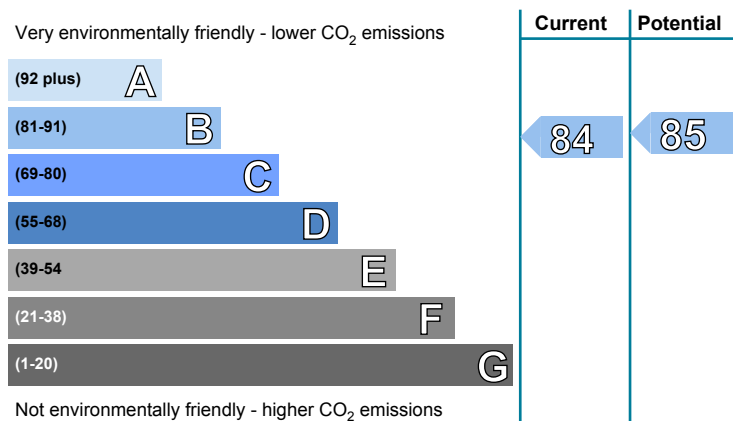 Very environmentally friendly - lower CO2 emissions
Current
Potential
(92 plus) A
(81-91) B
84
85
(69-80) C
(55-68) D
(39-54 E
(21-38) F
(1-20) G
Not environmentally friendly - higher CO2 emissions